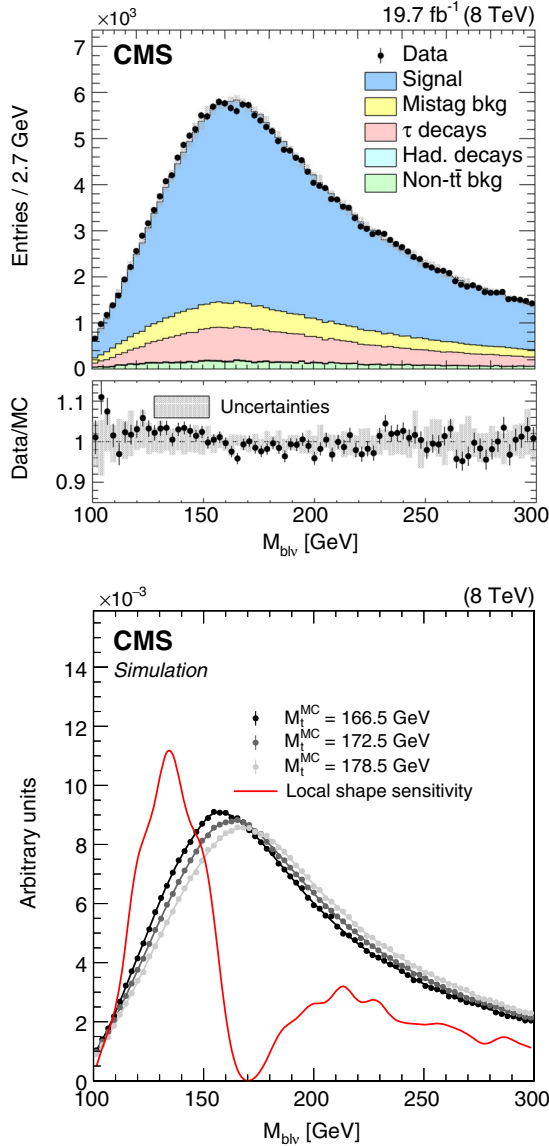 ×10³
19.7 fb⁻¹ (8 TeV)
CMS
Data
Signal
Mistag bkg
τ decays
Had. decays
Non-tt̄ bkg
Entries / 2.7 GeV
7
6
5
4
3
2
1
0
Uncertainties
Data/MC
1.1
1
0.9
100 150 200 250 300
M_blν [GeV]
×10⁻³
(8 TeV)
CMS
Simulation
M_t^MC = 166.5 GeV
M_t^MC = 172.5 GeV
M_t^MC = 178.5 GeV
Local shape sensitivity
Arbitrary units
14
12
10
8
6
4
2
0
100 150 200 250 300
M_blν [GeV]